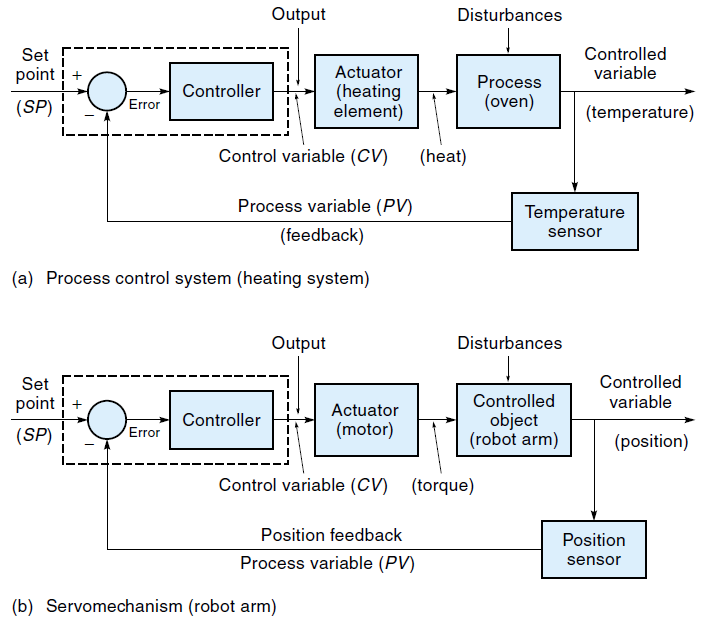 Output
Disturbances
Set
point
(SP)
+
−
Error
Controller
Actuator
(heating
element)
Process
(oven)
Controlled
variable
(temperature)
Control variable (CV)
(heat)
Process variable (PV)
(feedback)
Temperature
sensor
(a) Process control system (heating system)
Output
Disturbances
Set
point
(SP)
+
−
Error
Controller
Actuator
(motor)
Controlled
object
(robot arm)
Controlled
variable
(position)
Control variable (CV)
(torque)
Position feedback
Process variable (PV)
Position
sensor
(b) Servomechanism (robot arm)